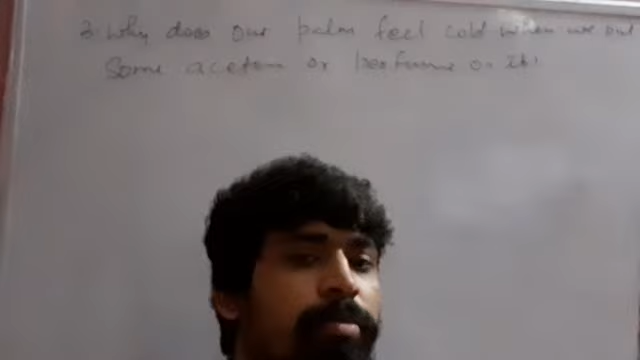 3. Why does our palm feel cold when we put
some acetone or perfume on it?